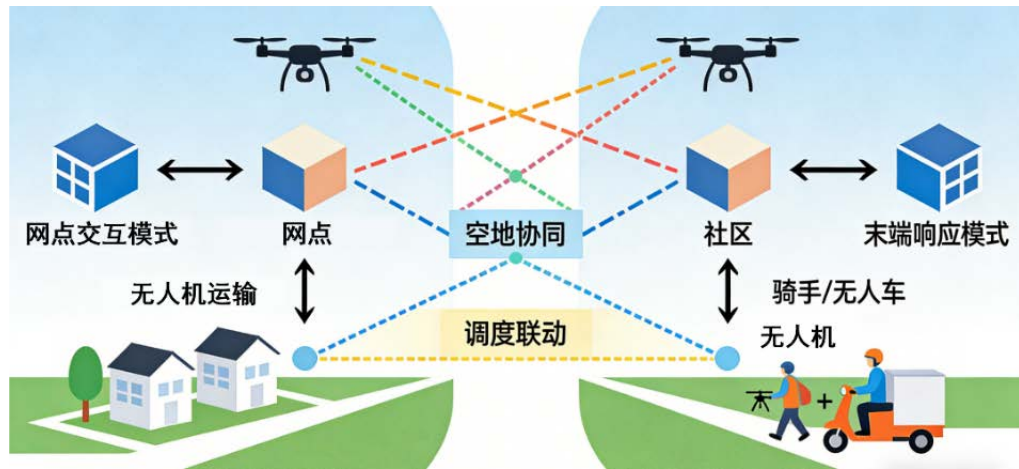 网点交互模式
网点
空地协同
社区
末端响应模式
无人机运输
骑手/无人车
调度联动
无人机
+